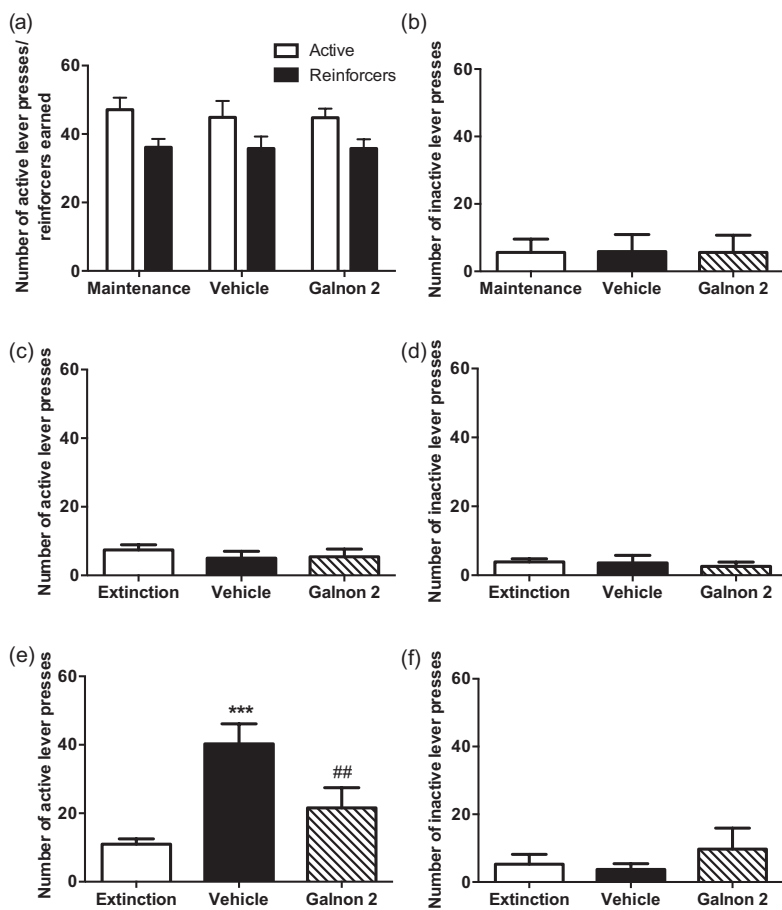 (a)
Number of active lever presses/
reinforcers earned
60
40
20
0
Active
Reinforcers
Maintenance Vehicle Galnon 2
(b)
Number of inactive lever presses
60
40
20
0
Maintenance Vehicle Galnon 2
(c)
Number of active lever presses
60
40
20
0
Extinction Vehicle Galnon 2
(d)
Number of inactive lever presses
60
40
20
0
Extinction Vehicle Galnon 2
(e)
Number of active lever presses
60
40
20
0
***
##
Extinction Vehicle Galnon 2
(f)
Number of inactive lever presses
60
40
20
0
Extinction Vehicle Galnon 2